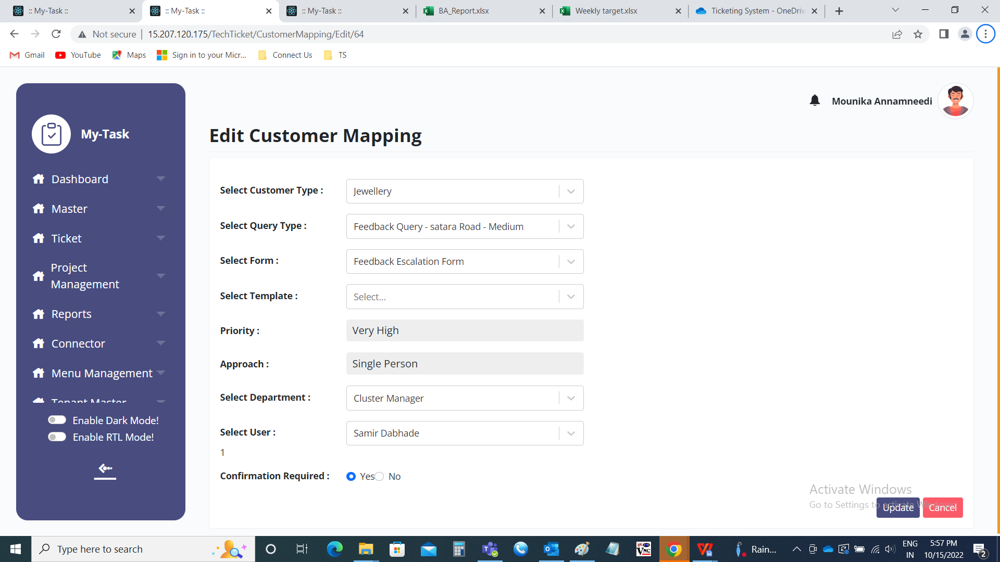 :: My-Task ::
:: My-Task ::
:: My-Task ::
BA_Report.xlsx
Weekly target.xlsx
Ticketing System - OneDriv
Not secure
15.207.120.175/TechTicket/CustomerMapping/Edit/64
Gmail
YouTube
Maps
Sign in to your Micr...
Connect Us
TS
Mounika Annamneedi
My-Task
Dashboard
Master
Ticket
Project
Management
Reports
Connector
Menu Management
Tenant Master
Enable Dark Mode!
Enable RTL Mode!
Edit Customer Mapping
Select Customer Type : Jewellery
Select Query Type : Feedback Query - satara Road - Medium
Select Form : Feedback Escalation Form
Select Template : Select...
Priority : Very High
Approach : Single Person
Select Department : Cluster Manager
Select User : Samir Dabhade
1
Confirmation Required : Yes No
Activate Windows
Go to Settings to activate Windows.
Update
Cancel
Type here to search
VNC
Rain...
ENG
IN
5:57 PM
10/15/2022
2